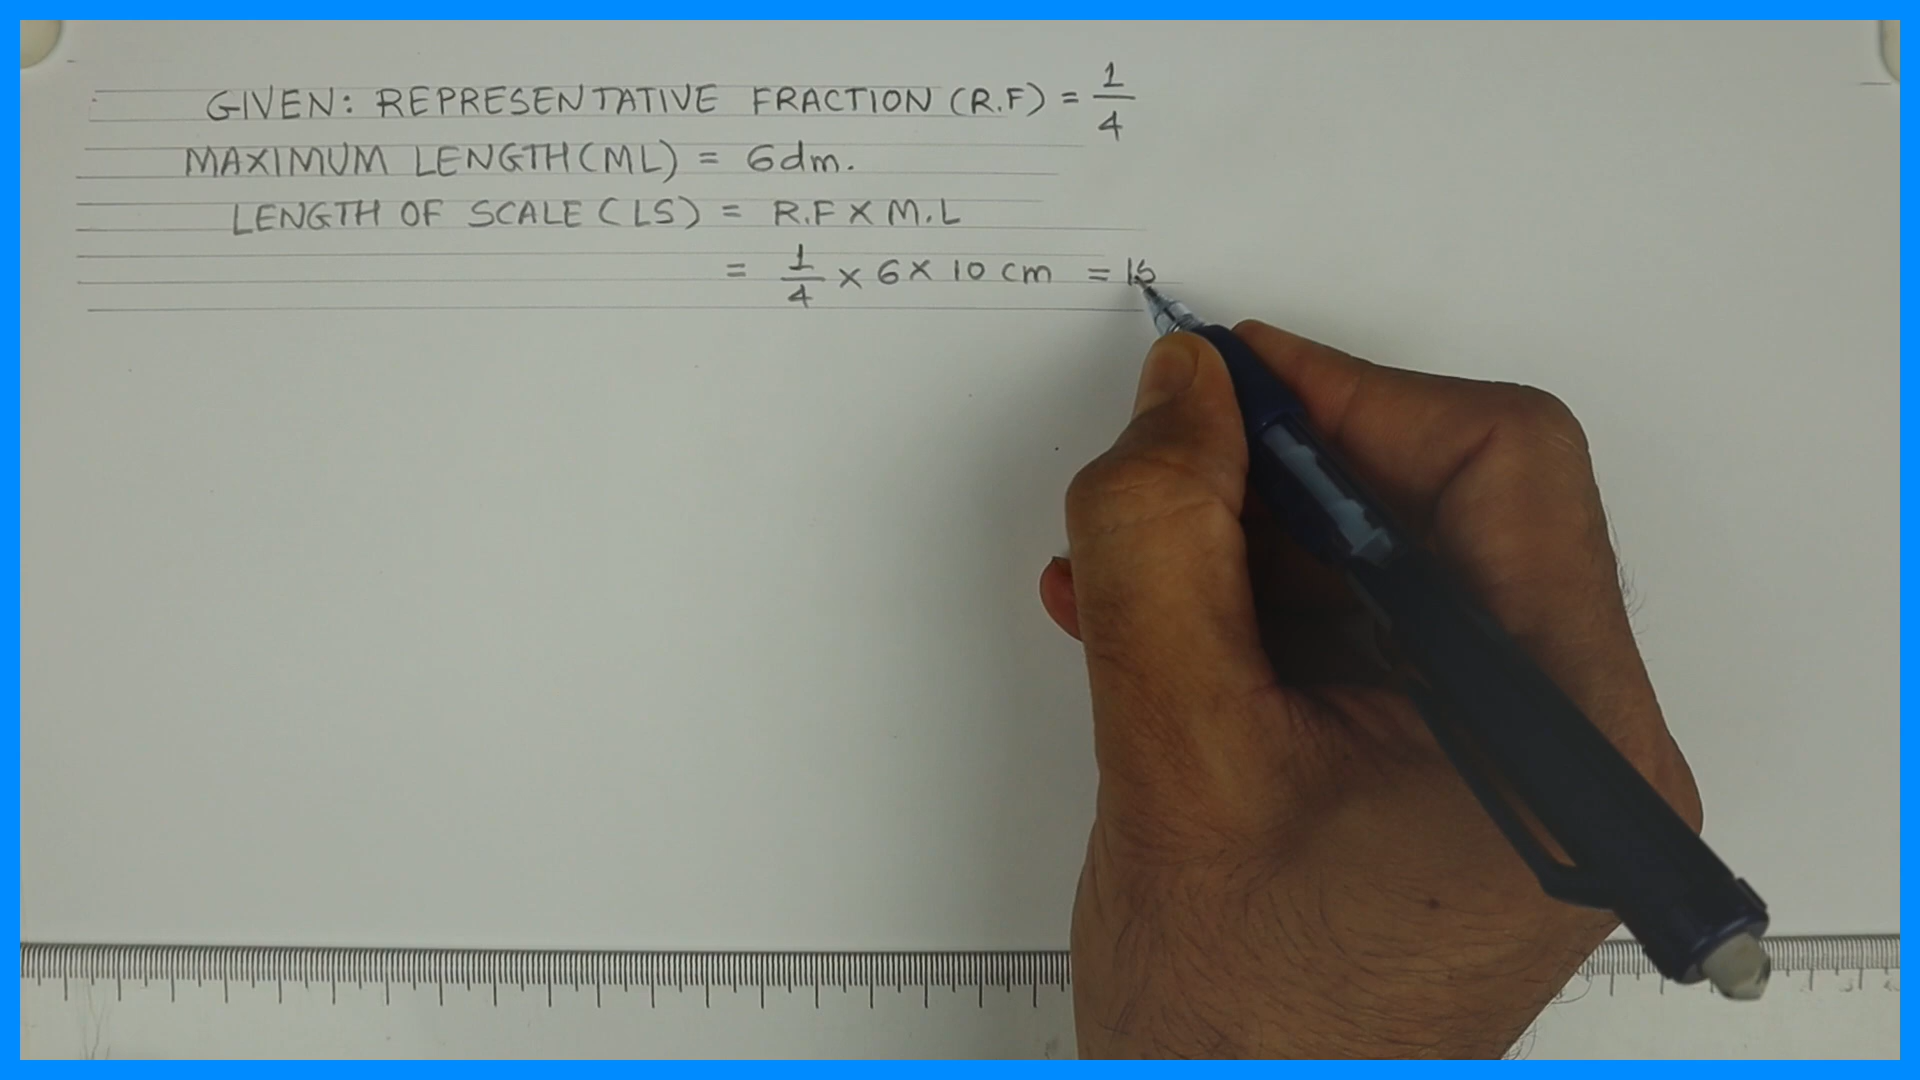 GIVEN: REPRESENTATIVE FRACTION (R.F) = 1/4
MAXIMUM LENGTH(ML) = 6dm.
LENGTH OF SCALE (LS) = R.F X M.L
= 1/4 × 6 × 10 cm = 15